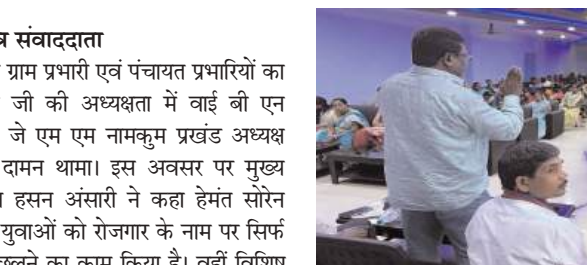 संवाददाता
ग्राम प्रभारी एवं पंचायत प्रभारियों का
जी की अध्यक्षता में वाई बी एन
जे एम एम नामकुम प्रखंड अध्यक्ष
दामन थामा। इस अवसर पर मुख्य
हसन अंसारी ने कहा हेमंत सोरेन
युवाओं को रोजगार के नाम पर सिर्फ
का काम किया है। वहीं विशिष्ट